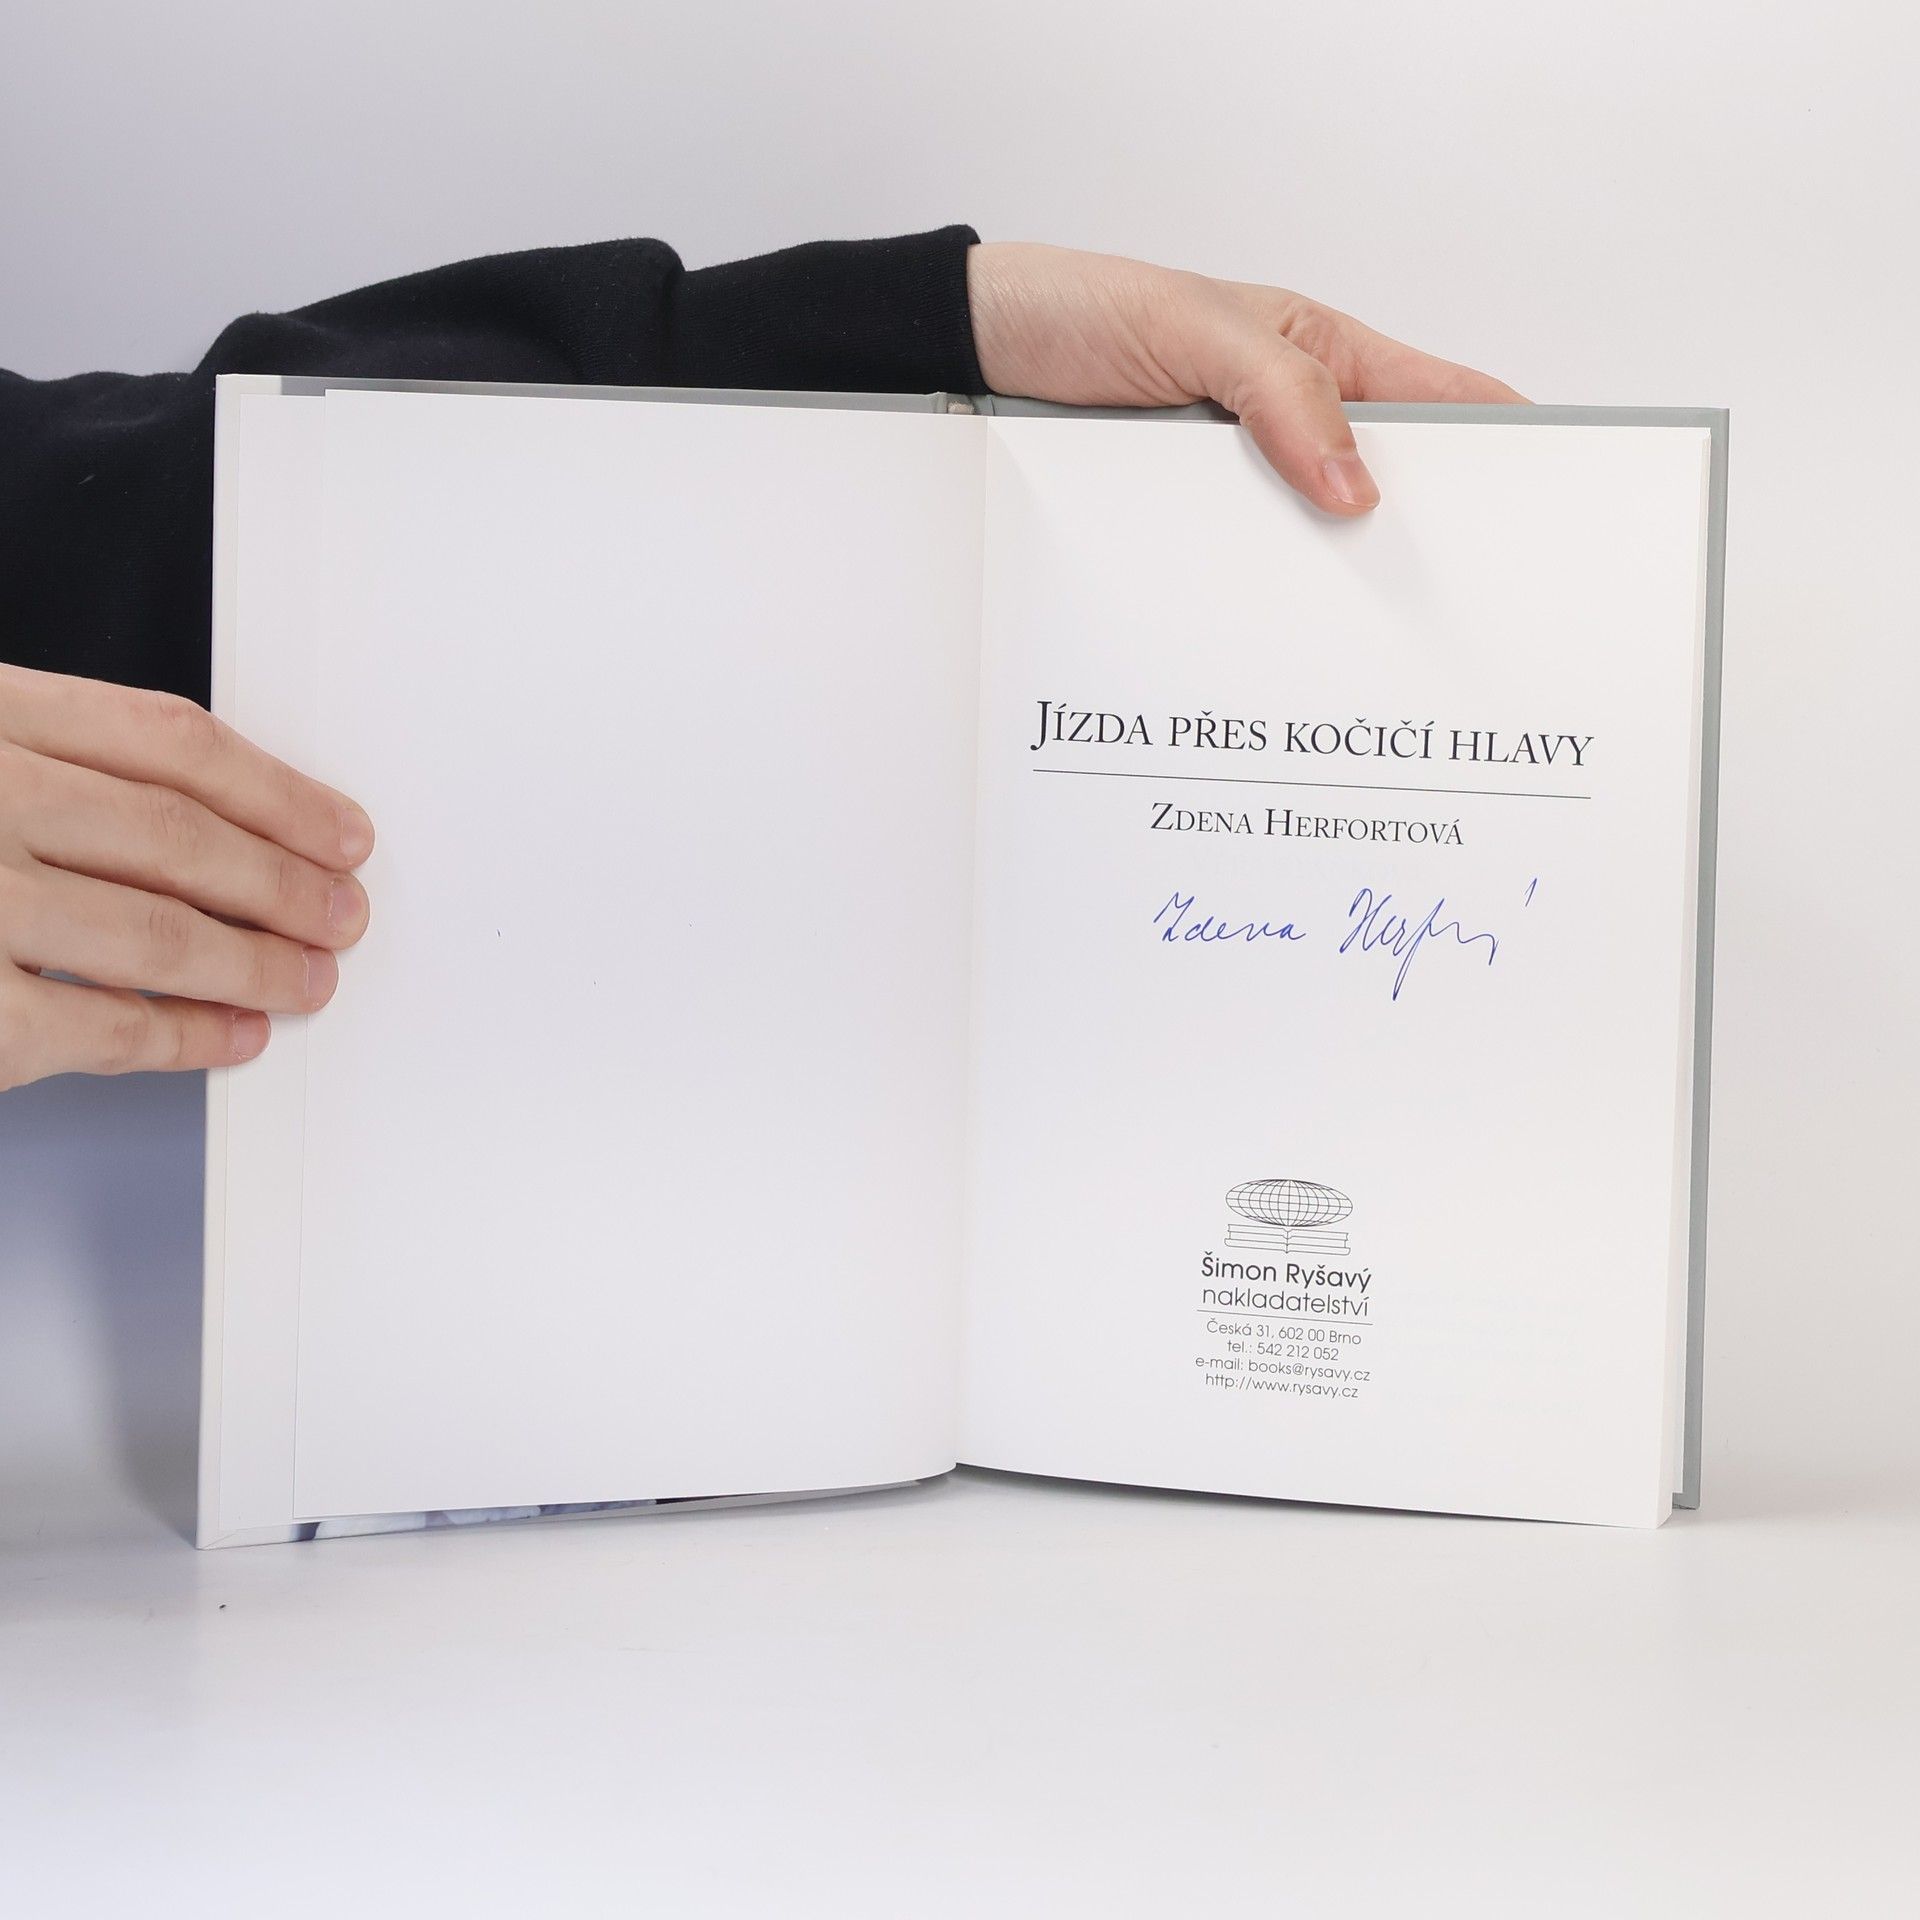 Jízda přes kočičí hlavy
Zdena Herfortová
Zdena Herfortová
Šimon Ryšavý
nakladatelství
Česká 31, 602 00 Brno
tel.: 542 212 052
e-mail: books@rysavy.cz
http://www.rysavy.cz